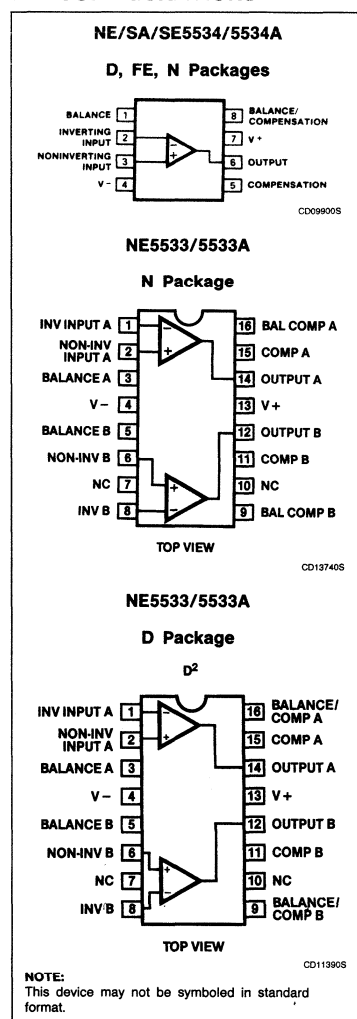 NE/SA/SE5534/5534A
D, FE, N Packages
BALANCE 1
8 BALANCE/
COMPENSATION
INVERTING
INPUT 2
7 V+
NONINVERTING
INPUT 3
6 OUTPUT
V- 4
5 COMPENSATION
CD09900S
NE5533/5533A
N Package
INV INPUT A 1
16 BAL COMP A
NON-INV
INPUT A 2
15 COMP A
BALANCE A 3
14 OUTPUT A
V- 4
13 V+
BALANCE B 5
12 OUTPUT B
NON-INV B 6
11 COMP B
NC 7
10 NC
INV B 8
9 BAL COMP B
TOP VIEW
CD13740S
NE5533/5533A
D Package
D2
INV INPUT A 1
16 BALANCE/
COMP A
NON-INV
INPUT A 2
15 COMP A
BALANCE A 3
14 OUTPUT A
V- 4
13 V+
BALANCE B 5
12 OUTPUT B
NON-INV B 6
11 COMP B
NC 7
10 NC
INV B 8
9 BALANCE/
COMP B
TOP VIEW
CD11390S
NOTE:
This device may not be symboled in standard
format.